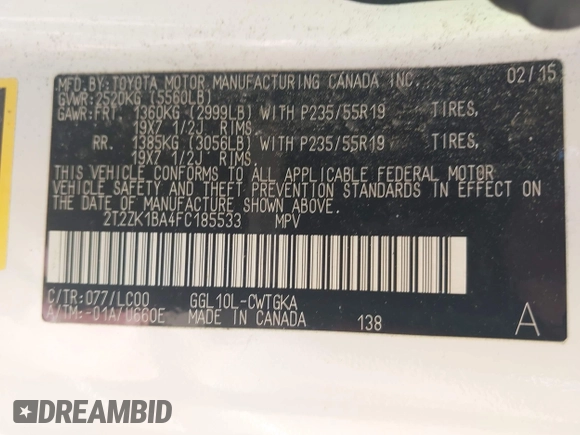 MFD. BY: TOYOTA MOTOR MANUFACTURING CANADA INC. 02/15
GVWR: 2520KG (5560LB)
GAWR: FRT. 1360KG (2999LB) WITH P235/55R19 TIRES,
19X7 1/2J RIMS
RR. 1385KG (3056LB) WITH P235/55R19 TIRES,
19X7 1/2J RIMS
THIS VEHICLE CONFORMS TO ALL APPLICABLE FEDERAL MOTOR
VEHICLE SAFETY AND THEFT PREVENTION STANDARDS IN EFFECT ON
THE DATE OF MANUFACTURE SHOWN ABOVE.
2T2ZK1BA4FC185533 MPV
C/TR: 077/LC00 GGL10L-CWTGKA
A/TM: -01A/U660E MADE IN CANADA 138 A
DREAMBID